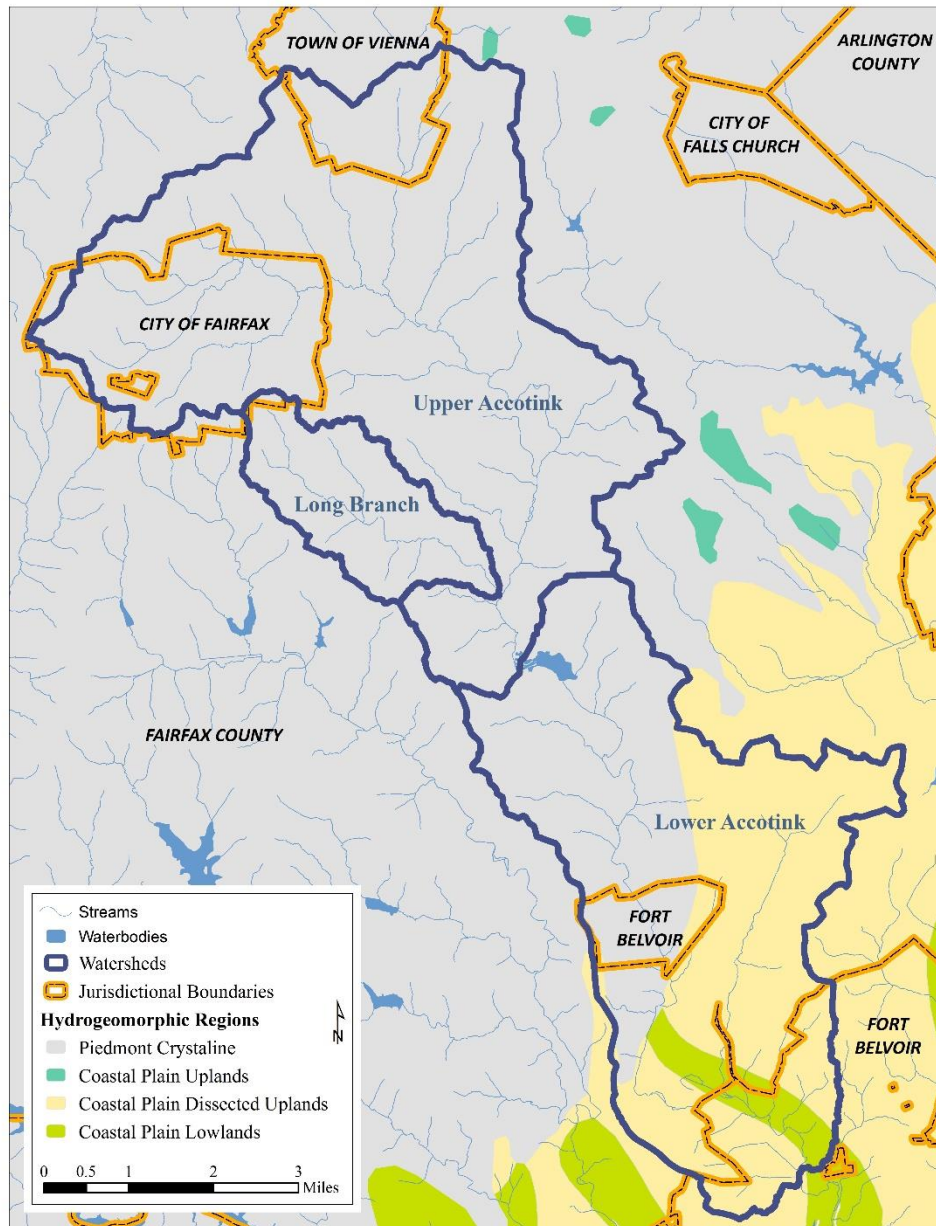 TOWN OF VIENNA
ARLINGTON
COUNTY
CITY OF
FALLS CHURCH
CITY OF FAIRFAX
Upper Accotink
Long Branch
FAIRFAX COUNTY
Lower Accotink
FORT
BELVOIR
FORT
BELVOIR
Streams
Waterbodies
Watersheds
Jurisdictional Boundaries
Hydrogeomorphic Regions
Piedmont Crystaline
Coastal Plain Uplands
Coastal Plain Dissected Uplands
Coastal Plain Lowlands
N
0 0.5 1 2 3
Miles